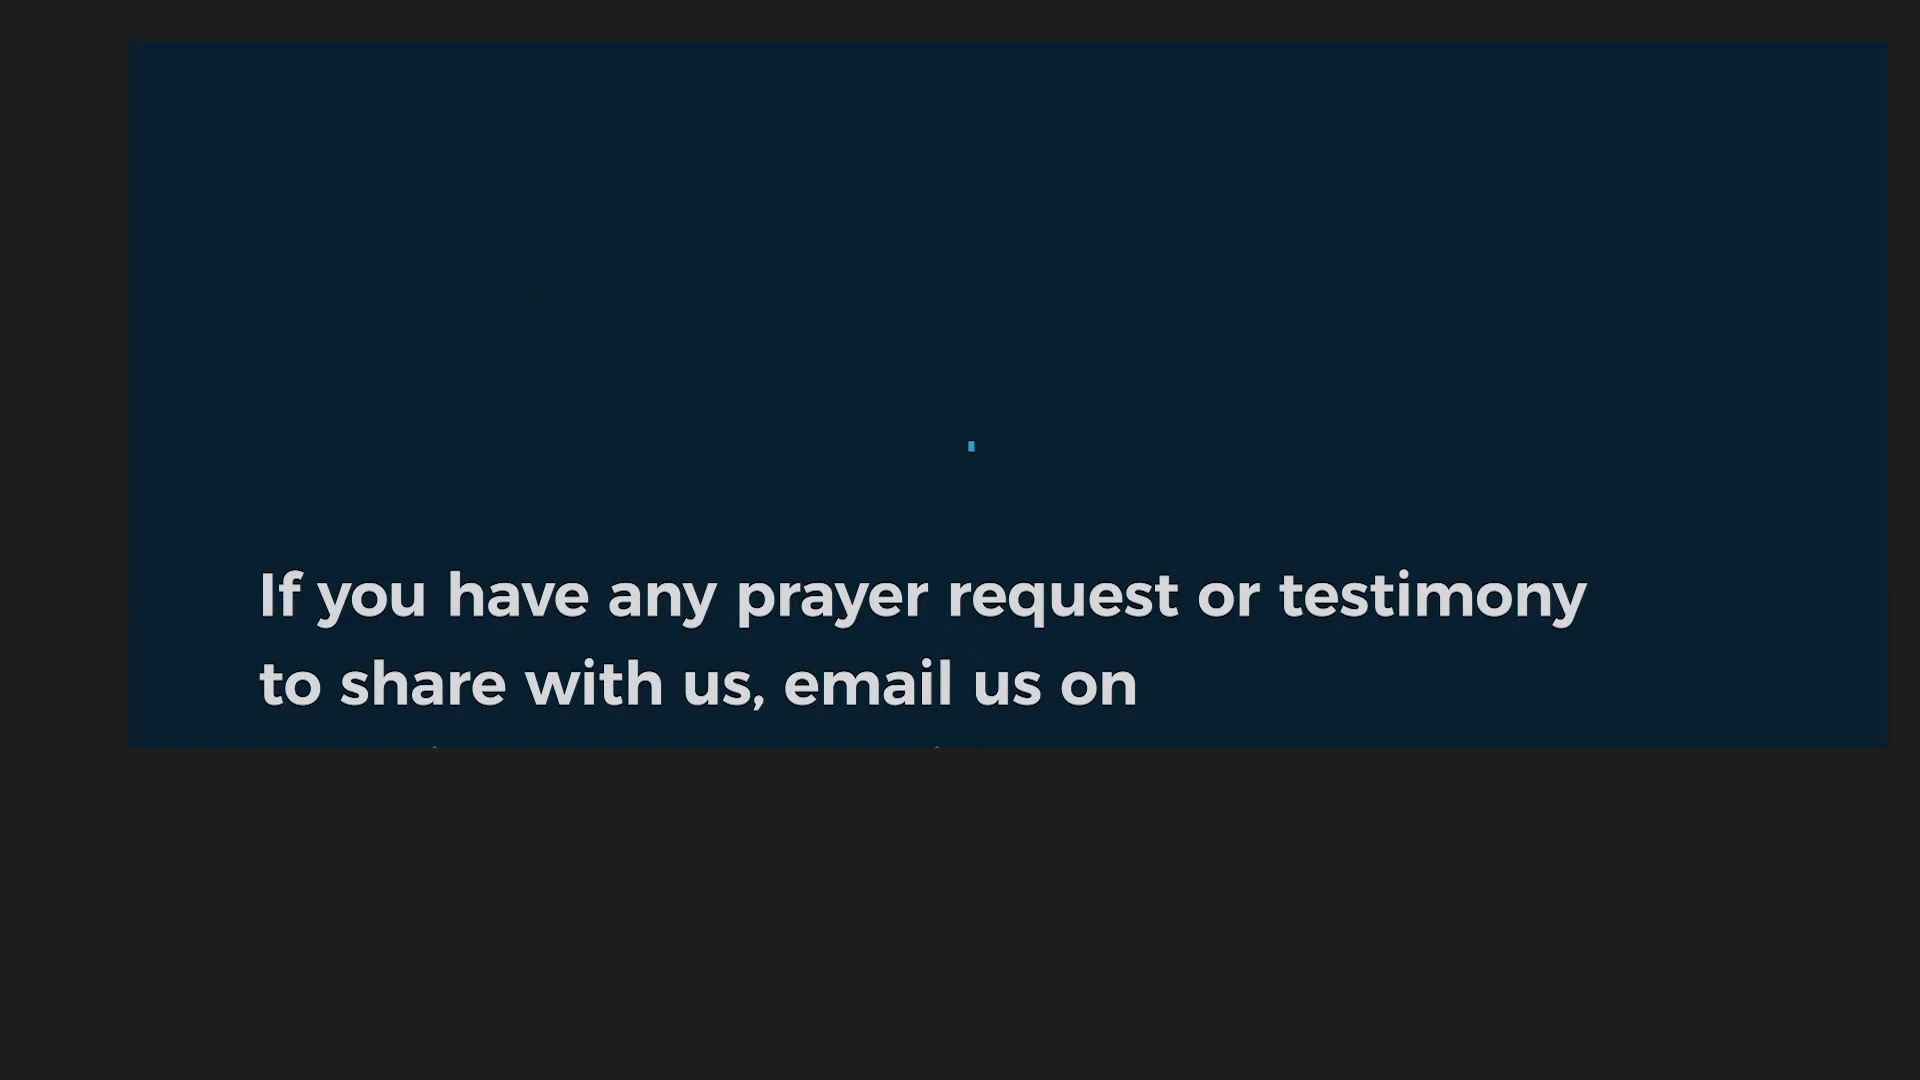 If you have any prayer request or testimony
to share with us, email us on